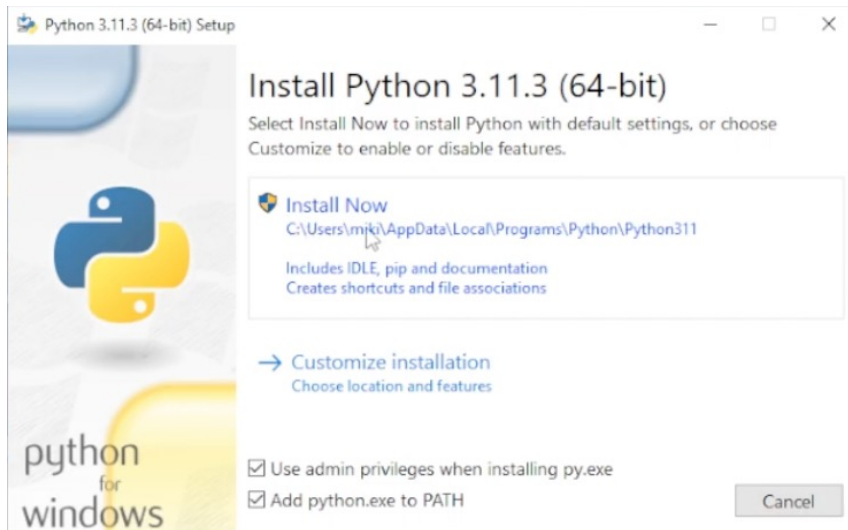 Python 3.11.3 (64-bit) Setup
Install Python 3.11.3 (64-bit)
Select Install Now to install Python with default settings, or choose
Customize to enable or disable features.
Install Now
C:\Users\miki\AppData\Local\Programs\Python\Python311
Includes IDLE, pip and documentation
Creates shortcuts and file associations
Customize installation
Choose location and features
python
for
windows
Use admin privileges when installing py.exe
Add python.exe to PATH
Cancel